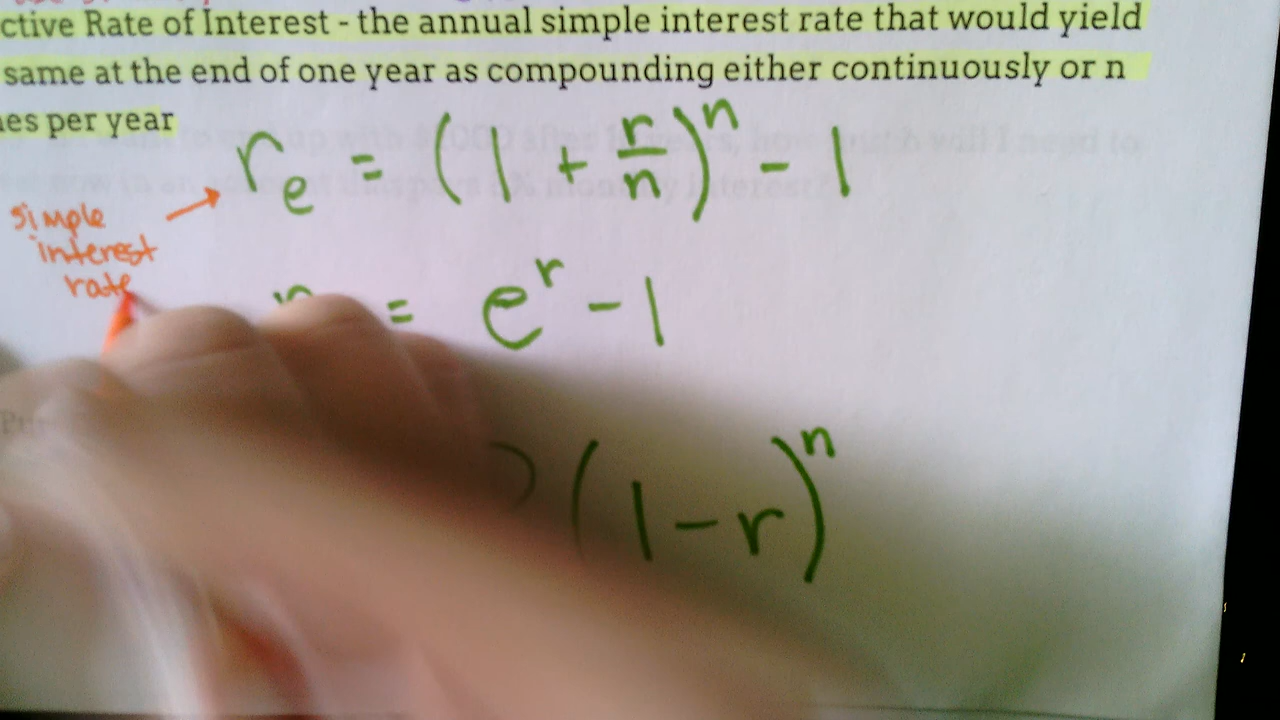 ctive Rate of Interest - the annual simple interest rate that would yield
same at the end of one year as compounding either continuously or n
es per year
r_e = (1 + r/n)^n - 1
simple
interest
rate
= e^r - 1
(1 - r)^n